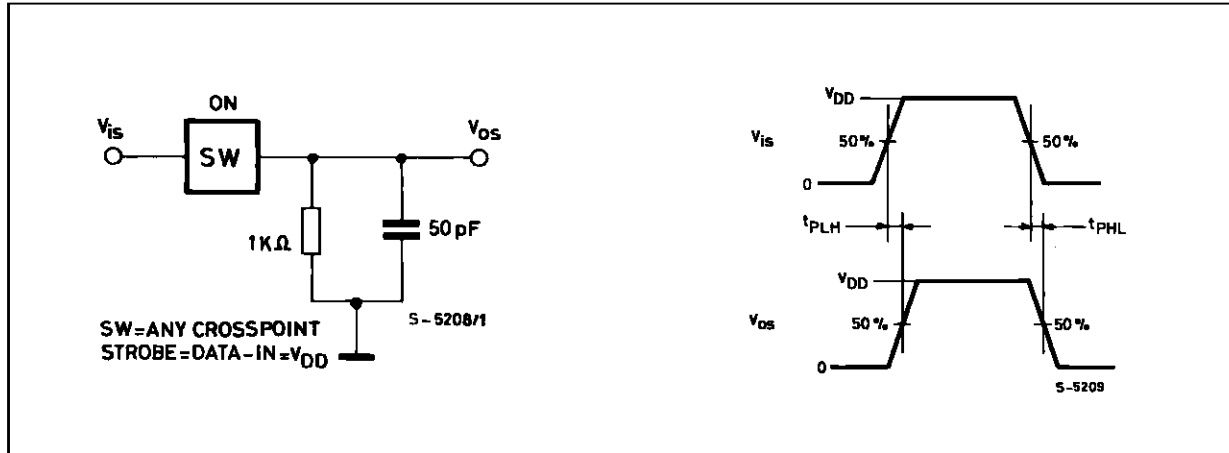 ON
Vis
SW
Vos
1KΩ
50pF
S-5208/1
SW=ANY CROSSPOINT
STROBE=DATA-IN=VDD
VDD
Vis
50%
50%
0
tPLH
tPHL
VDD
Vos
50%
50%
0
S-5209